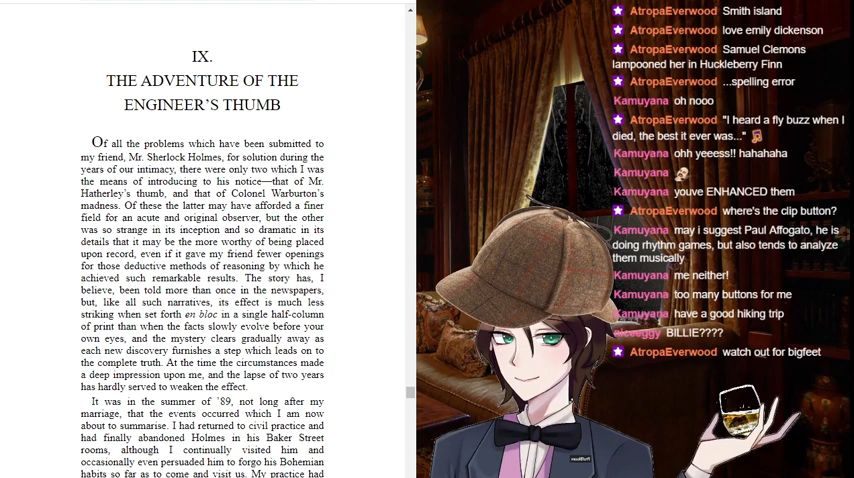 IX.
THE ADVENTURE OF THE
ENGINEER'S THUMB
Of all the problems which have been submitted to
my friend, Mr. Sherlock Holmes, for solution during the
years of our intimacy, there were only two which I was
the means of introducing to his notice—that of Mr.
Hatherley's thumb, and that of Colonel Warburton's
madness. Of these the latter may have afforded a finer
field for an acute and original observer, but the other
was so strange in its inception and so dramatic in its
details that it may be the more worthy of being placed
upon record, even if it gave my friend fewer openings
for those deductive methods of reasoning by which he
achieved such remarkable results. The story has, I
believe, been told more than once in the newspapers,
but, like all such narratives, its effect is much less
striking when set forth en bloc in a single half-column
of print than when the facts slowly evolve before your
own eyes, and the mystery clears gradually away as
each new discovery furnishes a step which leads on to
the complete truth. At the time the circumstances made
a deep impression upon me, and the lapse of two years
has hardly served to weaken the effect.
It was in the summer of '89, not long after my
marriage, that the events occurred which I am now
about to summarise. I had returned to civil practice and
had finally abandoned Holmes in his Baker Street
rooms, although I continually visited him and
occasionally even persuaded him to forgo his Bohemian
habits so far as to come and visit us. My practice had
AtropaEverwood Smith island
AtropaEverwood love emily dickenson
AtropaEverwood Samuel Clemons
lampooned her in Huckleberry Finn
AtropaEverwood ...spelling error
Kamuyana oh nooo
AtropaEverwood "I heard a fly buzz when I
died, the best it ever was..."
Kamuyana ohh yeeess!! hahahaha
Kamuyana
Kamuyana youve ENHANCED them
AtropaEverwood where's the clip button?
Kamuyana may i suggest Paul Affogato, he is
doing rhythm games, but also tends to analyze
them musically
Kamuyana me neither!
Kamuyana too many buttons for me
Kamuyana have a good hiking trip
BILLIE????
AtropaEverwood watch out for bigfeet